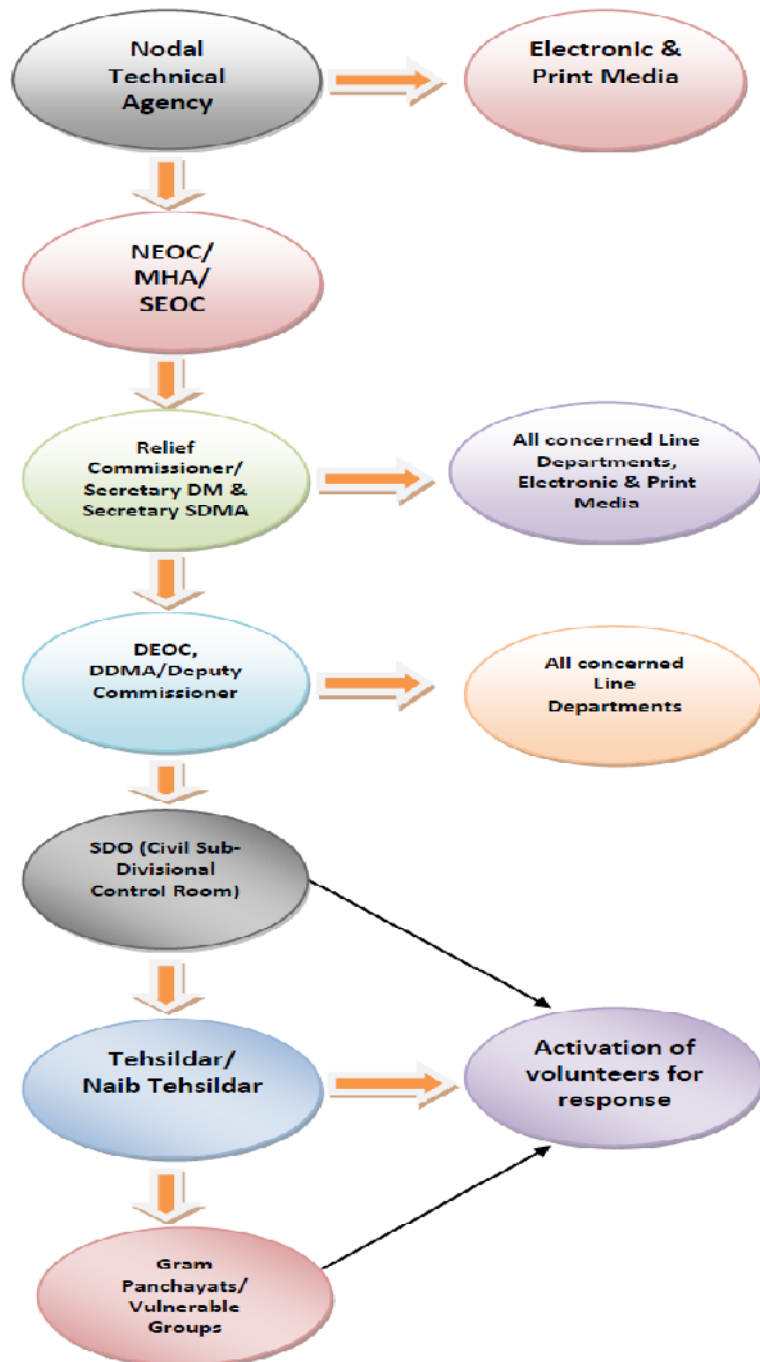 Nodal
Technical
Agency
Electronic &
Print Media
NEOC/
MHA/
SEOC
Relief
Commissioner/
Secretary DM &
Secretary SDMA
All concerned Line
Departments,
Electronic & Print
Media
DEOC,
DDMA/Deputy
Commissioner
All concerned
Line
Departments
SDO (Civil Sub-
Divisional
Control Room)
Tehsildar/
Naib Tehsildar
Activation of
volunteers for
response
Gram
Panchayats/
Vulnerable
Groups